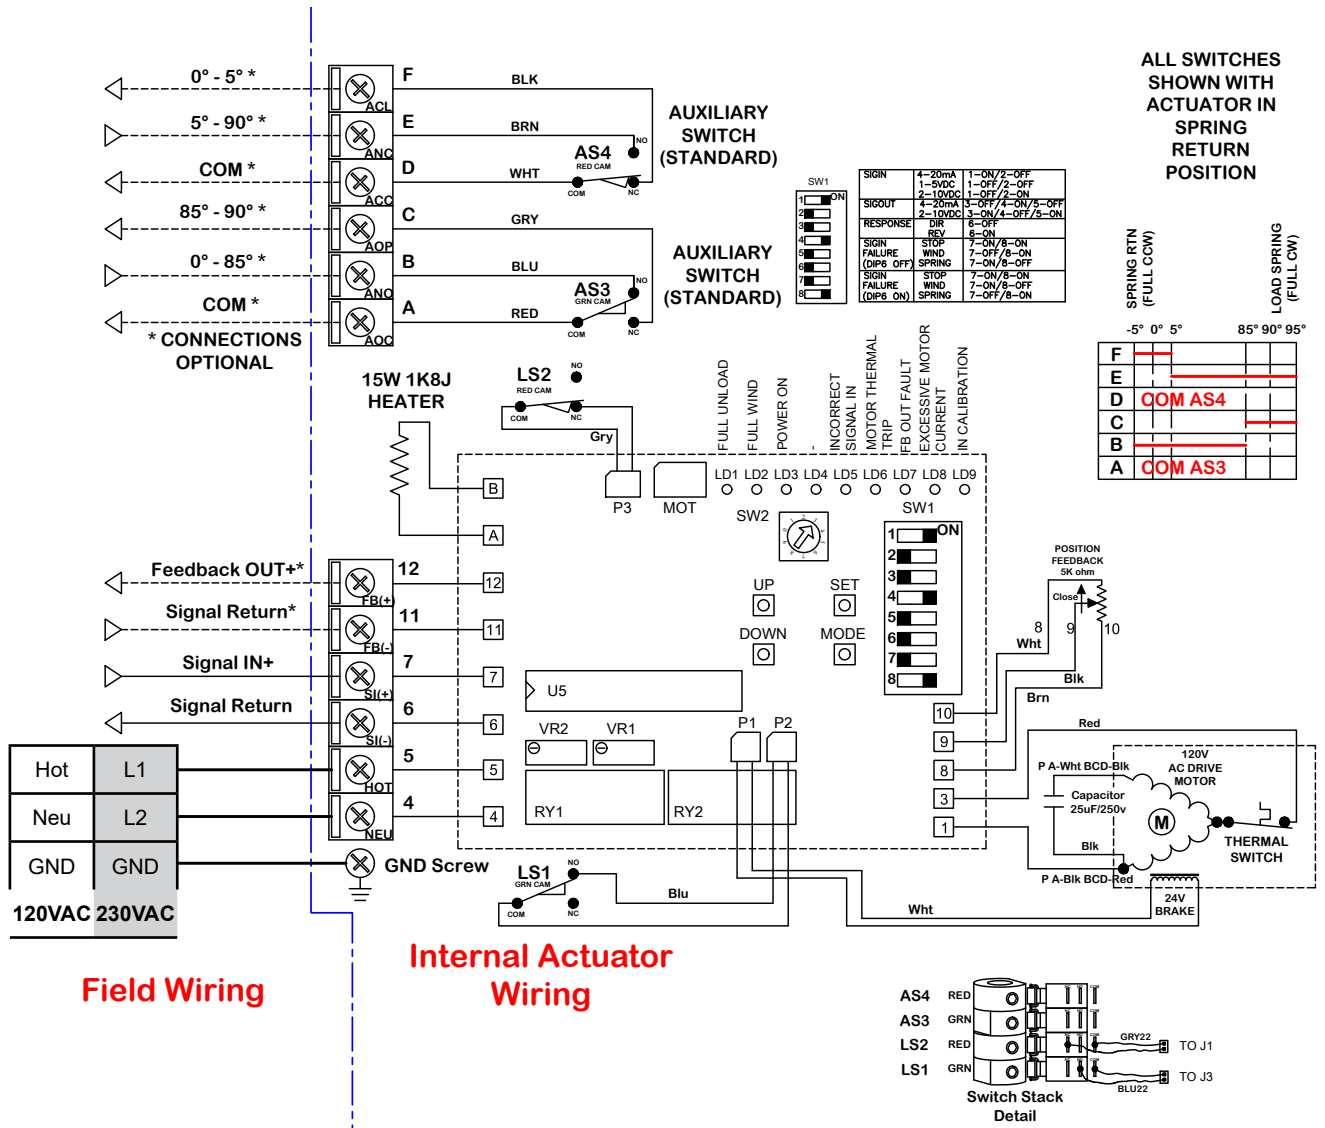 0° - 5° *
5° - 90° *
COM *
85° - 90° *
0° - 85° *
COM *
* CONNECTIONS
OPTIONAL
F
ACL
E
ANC
D
ACC
C
AOP
B
ANO
A
AOC
BLK
BRN
WHT
GRY
BLU
RED
AS4
RED CAM
COM
NO
NC
AS3
GRN CAM
COM
NO
NC
AUXILIARY
SWITCH
(STANDARD)
AUXILIARY
SWITCH
(STANDARD)
SW1
ON
1
2
3
4
5
6
7
8
SIGIN 4-20mA 1-ON/2-OFF
1-5VDC 1-OFF/2-OFF
2-10VDC 1-OFF/2-ON
SIGOUT 4-20mA 3-OFF/4-ON/5-OFF
2-10VDC 3-ON/4-OFF/5-ON
RESPONSE DIR 6-OFF
REV 6-ON
SIGIN STOP 7-ON/8-ON
FAILURE WIND 7-OFF/8-ON
(DIP6 OFF) SPRING 7-ON/8-OFF
SIGIN STOP 7-ON/8-ON
FAILURE WIND 7-ON/8-OFF
(DIP6 ON) SPRING 7-OFF/8-ON
ALL SWITCHES
SHOWN WITH
ACTUATOR IN
SPRING
RETURN
POSITION
SPRING RTN
(FULL CCW)
LOAD SPRING
(FULL CW)
-5° 0° 5° 85° 90° 95°
F
E
D COM AS4
C
B
A COM AS3
15W 1K8J
HEATER
LS2
RED CAM
COM
NO
NC
Gry
P3
MOT
FULL UNLOAD
FULL WIND
POWER ON
-
INCORRECT
SIGNAL IN
MOTOR THERMAL
TRIP
FB OUT FAULT
EXCESSIVE MOTOR
CURRENT
IN CALIBRATION
LD1 LD2 LD3 LD4 LD5 LD6 LD7 LD8 LD9
SW2
SW1
ON
1
2
3
4
5
6
7
8
UP
SET
DOWN
MODE
B
A
12
11
7
6
5
4
Feedback OUT+*
Signal Return*
Signal IN+
Signal Return
12
FB(+)
11
FB(-)
7
SI(+)
6
SI(-)
5
HOT
4
NEU
GND Screw
Hot L1
Neu L2
GND GND
120VAC 230VAC
U5
VR2
VR1
RY1
RY2
P1
P2
10
9
8
3
1
POSITION
FEEDBACK
5K ohm
Close
8
9
10
Wht
Blk
Brn
Red
P A-Wht BCD-Blk
120V
AC DRIVE
MOTOR
Capacitor
25uF/250v
M
Blk
THERMAL
SWITCH
P A-Blk BCD-Red
24V
BRAKE
LS1
GRN CAM
COM
NO
NC
Blu
Wht
Field Wiring
Internal Actuator
Wiring
AS4 RED
AS3 GRN
LS2 RED
LS1 GRN
GRY22
TO J1
BLU22
TO J3
Switch Stack
Detail